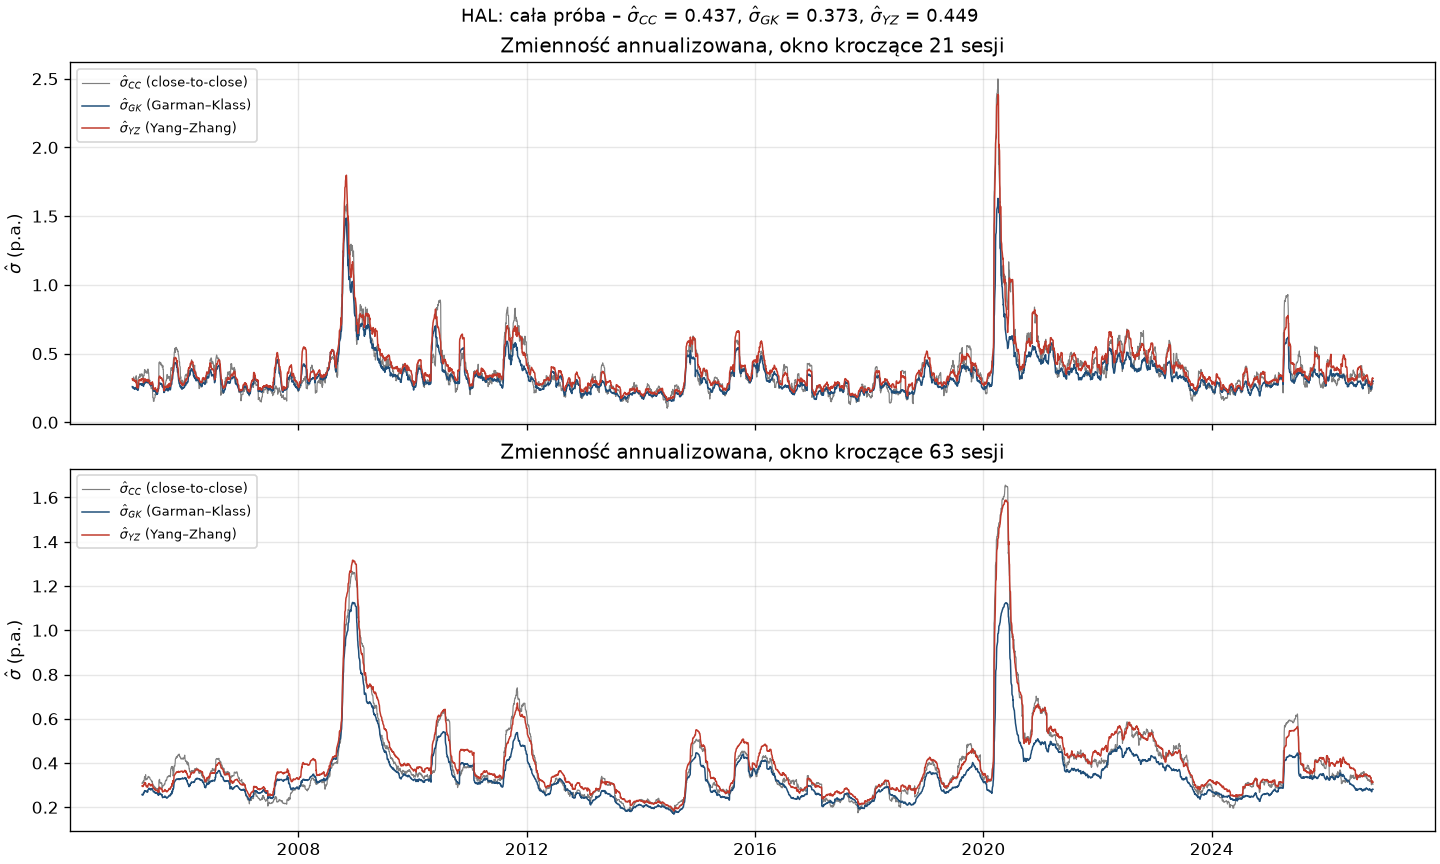 HAL: cała próba – σ̂CC = 0.437, σ̂GK = 0.373, σ̂YZ = 0.449
Zmienność annualizowana, okno kroczące 21 sesji
σ̂CC (close-to-close)
σ̂GK (Garman–Klass)
σ̂YZ (Yang–Zhang)
σ̂ (p.a.)
2.5
2.0
1.5
1.0
0.5
0.0
Zmienność annualizowana, okno kroczące 63 sesji
σ̂CC (close-to-close)
σ̂GK (Garman–Klass)
σ̂YZ (Yang–Zhang)
σ̂ (p.a.)
1.6
1.4
1.2
1.0
0.8
0.6
0.4
0.2
2008 2012 2016 2020 2024